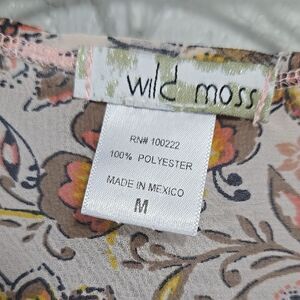 wild moss
RN# 100222
100% POLYESTER
MADE IN MEXICO
M